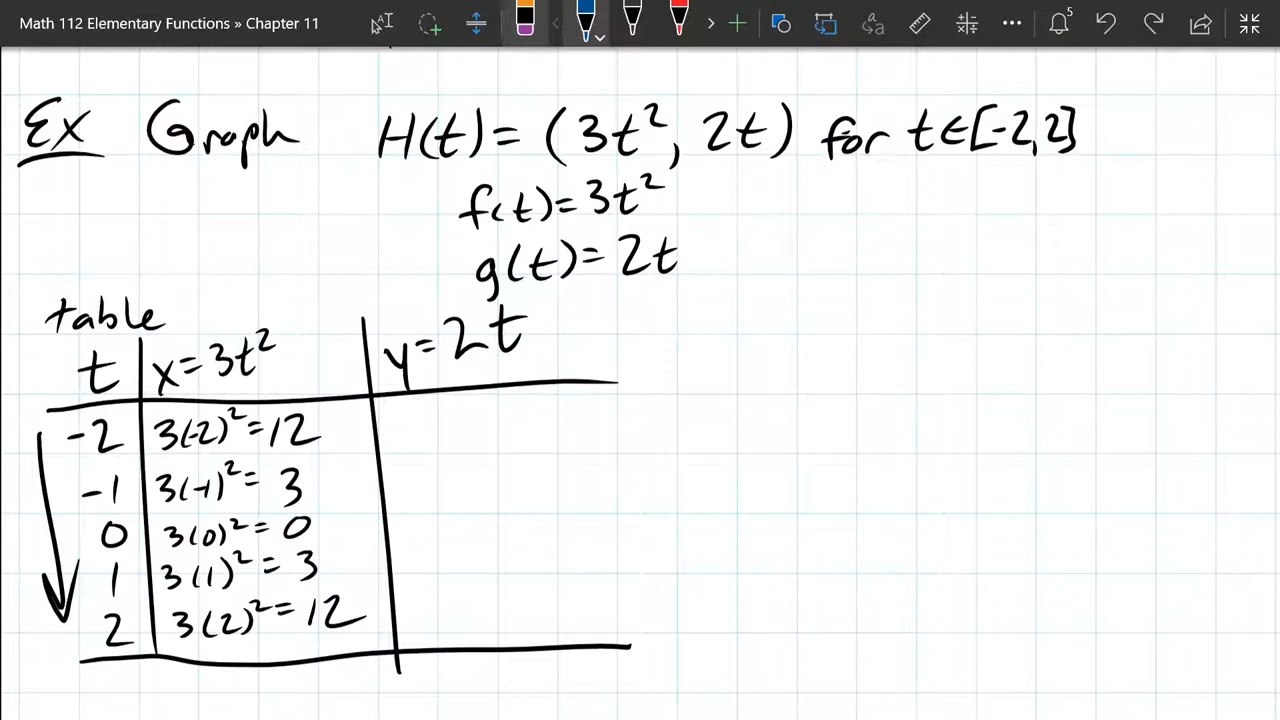 Math 112 Elementary Functions » Chapter 11
5
Ex Graph H(t) = (3t², 2t) for t∈[-2,2]
f(t) = 3t²
g(t) = 2t
table
t x = 3t² y = 2t
-2 3(-2)² = 12
-1 3(-1)² = 3
0 3(0)² = 0
1 3(1)² = 3
2 3(2)² = 12